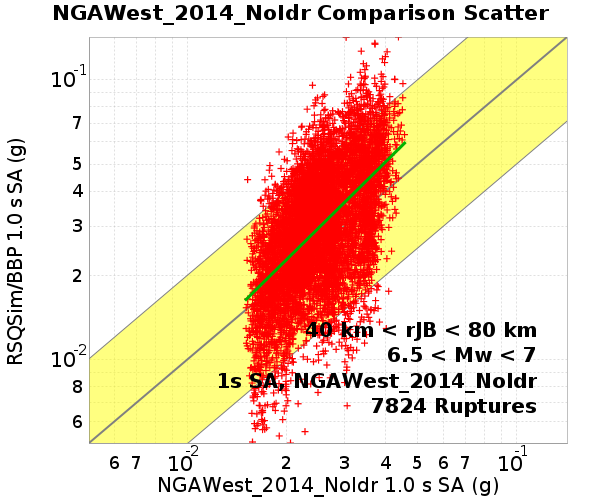 NGAWest_2014_NoIdr Comparison Scatter
RSQSim/BBP 1.0 s SA (g)
10^-1
7
5
4
3
2
10^-2
8
6
40 km < rJB < 80 km
6.5 < Mw < 7
1s SA, NGAWest_2014_NoIdr
7824 Ruptures
6 7 10^-2 2 3 4 5 6 7 10^-1
NGAWest_2014_NoIdr 1.0 s SA (g)